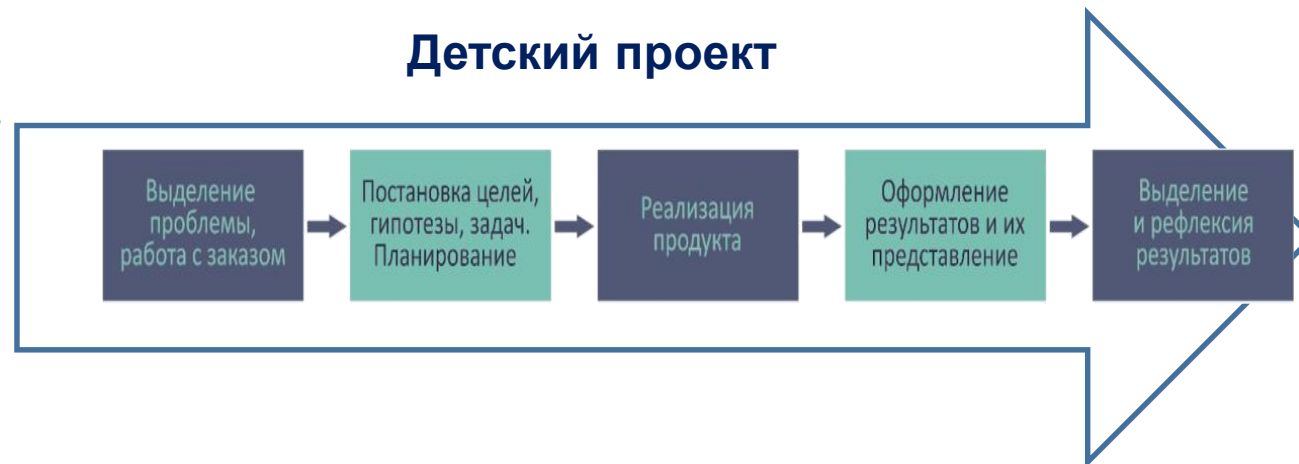 Детский проект
Выделение
проблемы,
работа с заказом
Постановка целей,
гипотезы, задач.
Планирование
Реализация
продукта
Оформление
результатов и их
представление
Выделение
и рефлексия
результатов